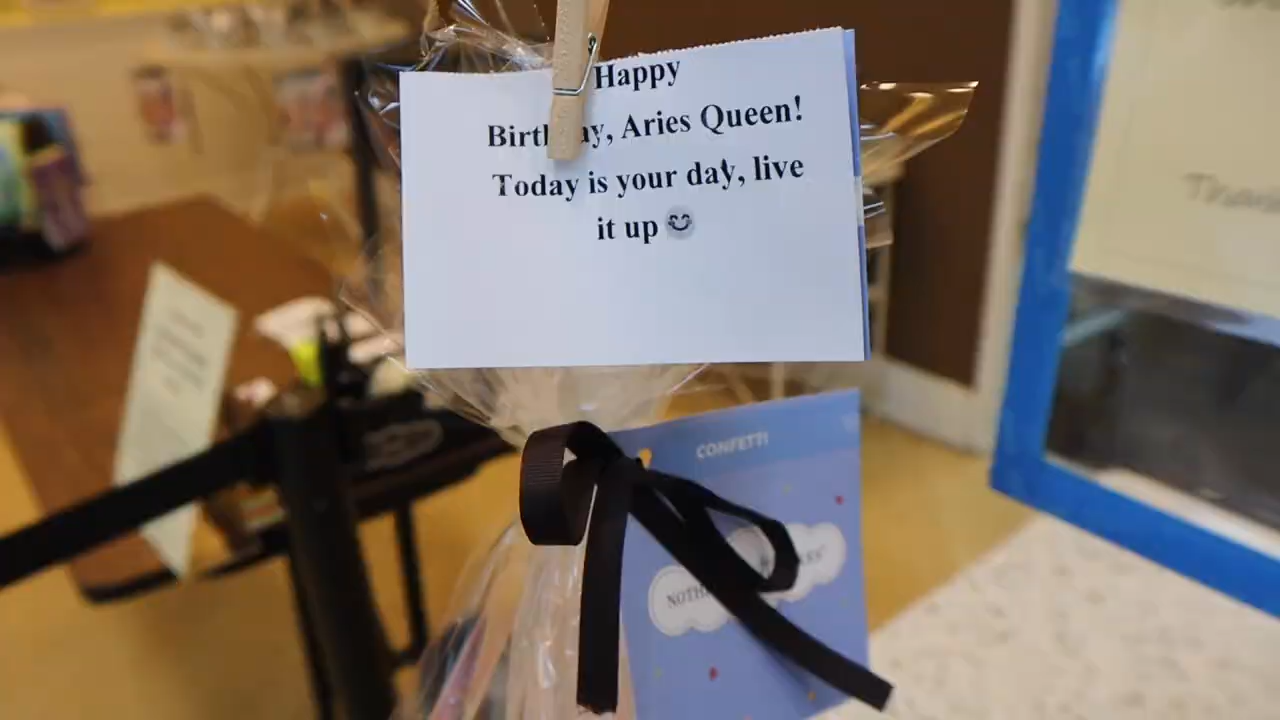 Happy
Birthday, Aries Queen!
Today is your day, live
it up
CONFETTI